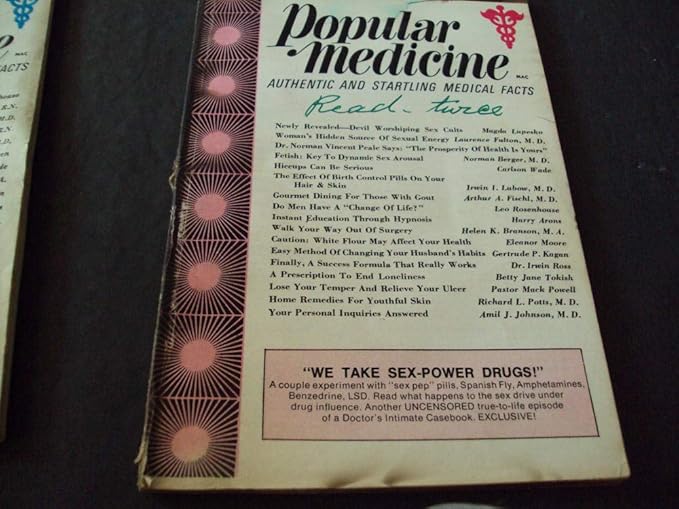 Popular
Medicine
MAG
AUTHENTIC AND STARTLING MEDICAL FACTS
Read-twice
Newly Revealed—Devil Worshiping Sex Cults Magda Lupesko
Woman's Hidden Source Of Sexual Energy Laurence Fulton, M. D.
Dr. Norman Vincent Peale Says: "The Prosperity Of Health Is Yours"
Fetish: Key To Dynamic Sex Arousal Norman Berger, M. D.
Hiccups Can Be Serious Carlson Wade
The Effect Of Birth Control Pills On Your
Hair & Skin Irwin I. Lubow, M. D.
Gourmet Dining For Those With Gout Arthur A. Fischl, M. D.
Do Men Have A "Change Of Life?" Leo Rosenhouse
Instant Education Through Hypnosis Harry Arons
Walk Your Way Out Of Surgery Helen K. Branson, M. A.
Caution: White Flour May Affect Your Health Eleanor Moore
Easy Method Of Changing Your Husband's Habits Gertrude P. Kagan
Finally, A Success Formula That Really Works Dr. Irwin Ross
A Prescription To End Loneliness Betty Jane Tokish
Lose Your Temper And Relieve Your Ulcer Pastor Mack Powell
Home Remedies For Youthful Skin Richard L. Potts, M. D.
Your Personal Inquiries Answered Amil J. Johnson, M. D.
"WE TAKE SEX-POWER DRUGS!"
A couple experiment with "sex pep" pills, Spanish Fly, Amphetamines,
Benzedrine, LSD. Read what happens to the sex drive under
drug influence. Another UNCENSORED true-to-life episode
of a Doctor's Intimate Casebook. EXCLUSIVE!
MAG
FACTS